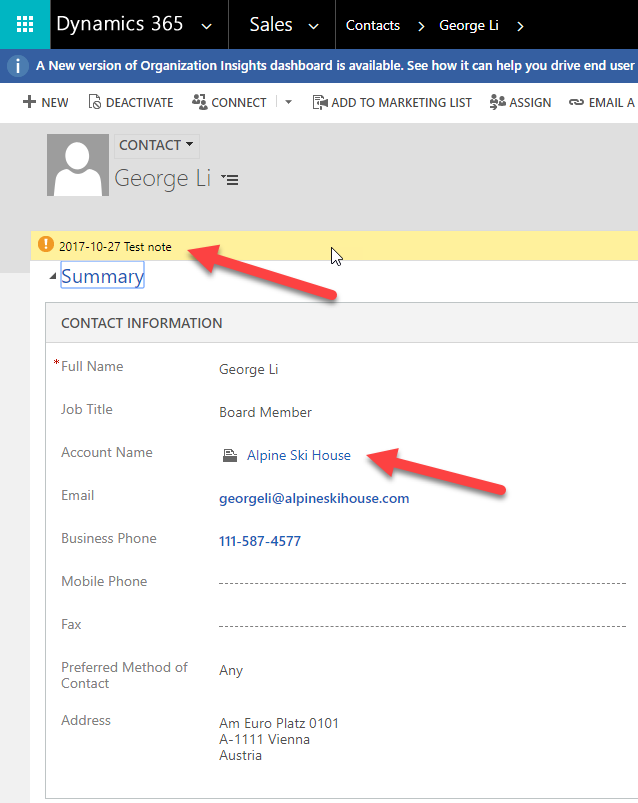 Dynamics 365 Sales Contacts George Li
i A New version of Organization Insights dashboard is available. See how it can help you drive end user
NEW DEACTIVATE CONNECT ADD TO MARKETING LIST ASSIGN EMAIL A
CONTACT
George Li
! 2017-10-27 Test note
Summary
CONTACT INFORMATION
*Full Name George Li
Job Title Board Member
Account Name Alpine Ski House
Email georgeli@alpineskihouse.com
Business Phone 111-587-4577
Mobile Phone
Fax
Preferred Method of
Contact Any
Address Am Euro Platz 0101
A-1111 Vienna
Austria